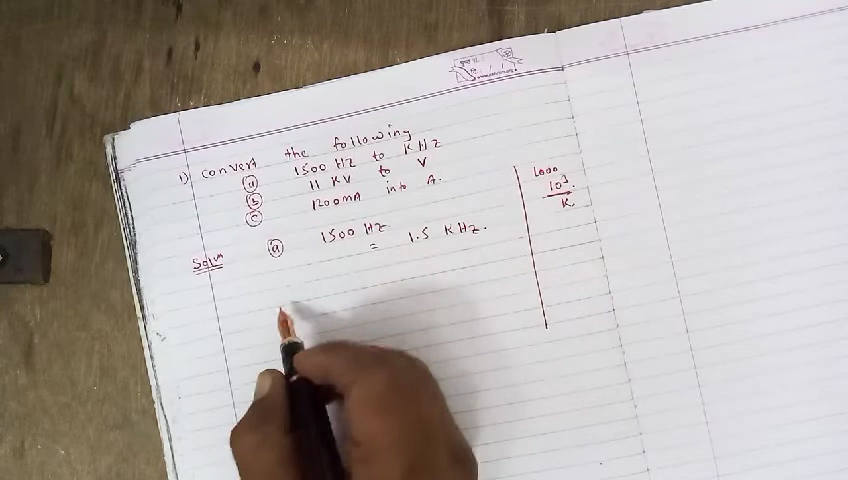 1) Convert the following
(a) 1500 HZ to KHZ
(b) 11 KV to V
(c) 1200mA into A.
Solun (a) 1500 HZ
= 1.5 KHZ.
1000
10³.
K.